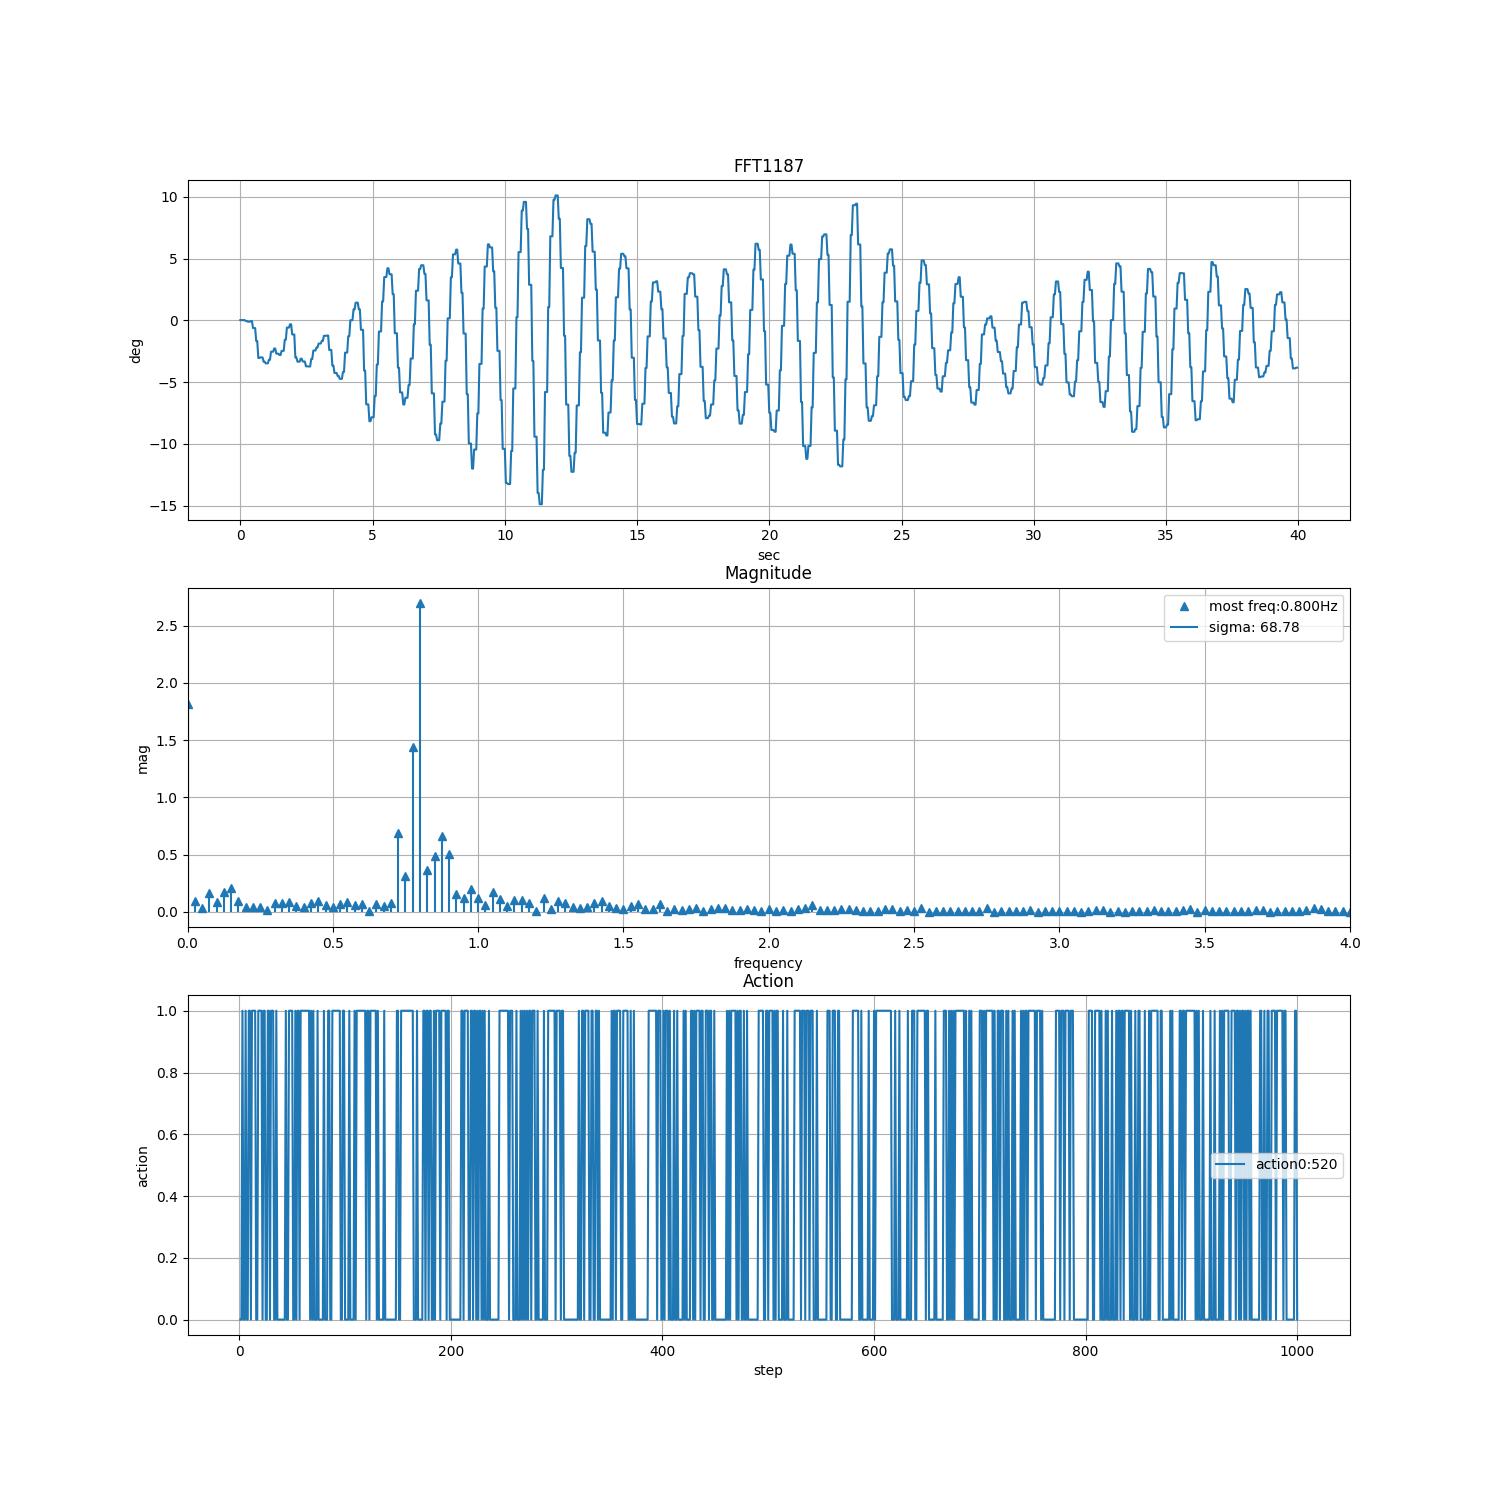 FFT1187
10
5
0
−5
−10
−15
deg
0 5 10 15 20 25 30 35 40
sec
Magnitude
most freq:0.800Hz
sigma: 68.78
2.5
2.0
1.5
1.0
0.5
0.0
mag
0.0 0.5 1.0 1.5 2.0 2.5 3.0 3.5 4.0
frequency
Action
1.0
0.8
0.6
0.4
0.2
0.0
action
action0:520
0 200 400 600 800 1000
step